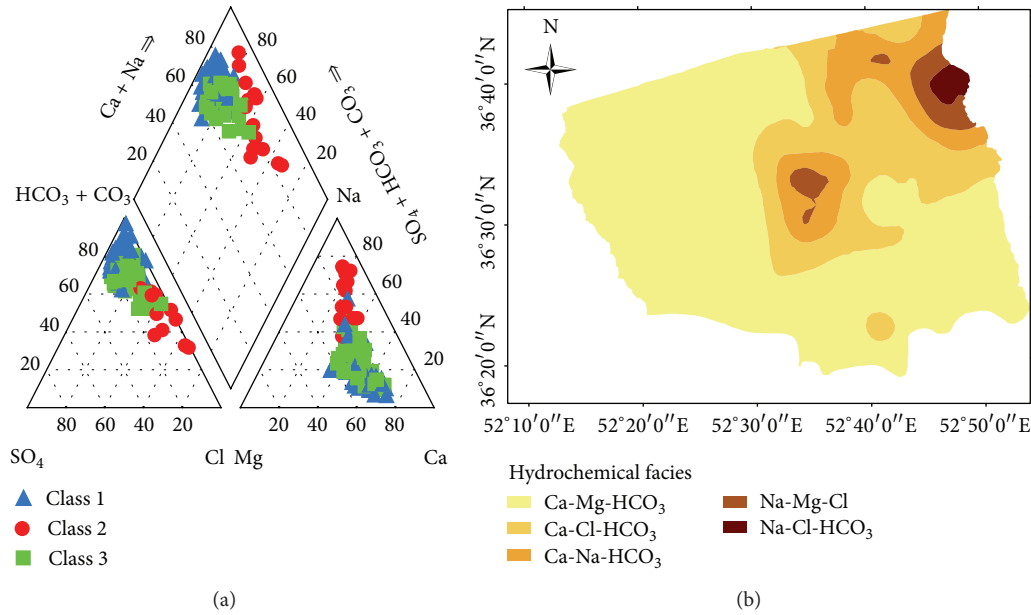 (a)
80
80
Ca + Na ⇒
⇐ SO₄ + HCO₃ + CO₃
60
60
40
40
20
20
HCO₃ + CO₃
Na
80
80
60
60
40
40
20
20
80 60 40 20
20 40 60 80
SO₄
Cl Mg
Ca
Class 1
Class 2
Class 3
(a)
(b)
N
36°40′0″N
36°30′0″N
36°20′0″N
52°10′0″E
52°30′0″E
52°40′0″E
52°50′0″E
Hydrochemical facies
Ca-Mg-HCO₃
Ca-Cl-HCO₃
Ca-Na-HCO₃
Na-Mg-Cl
Na-Cl-HCO₃
(b)